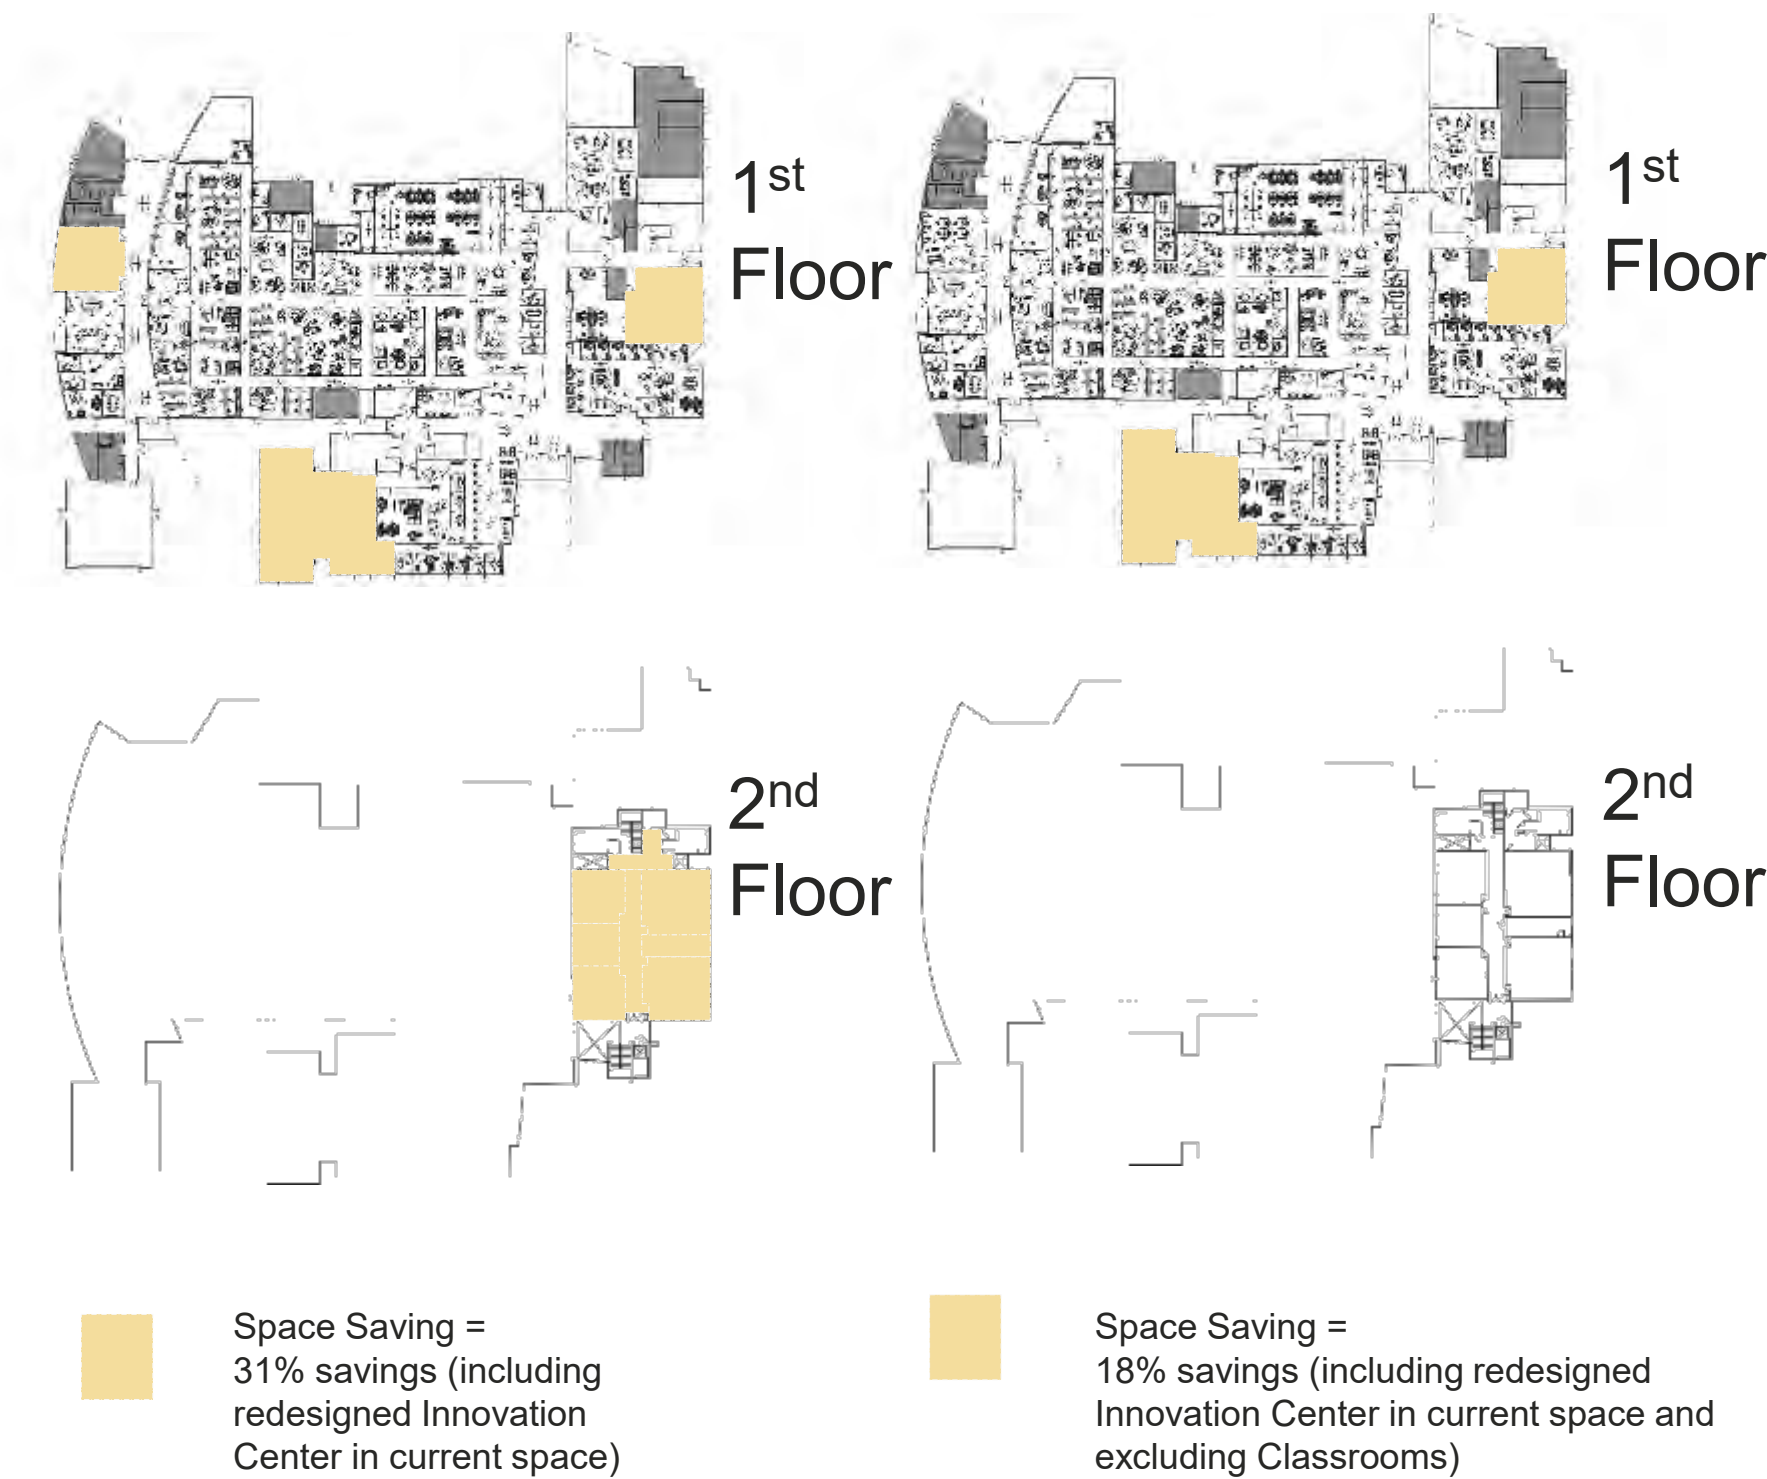 1st
Floor
1st
Floor
2nd
Floor
2nd
Floor
Space Saving =
31% savings (including
redesigned Innovation
Center in current space)
Space Saving =
18% savings (including redesigned
Innovation Center in current space and
excluding Classrooms)